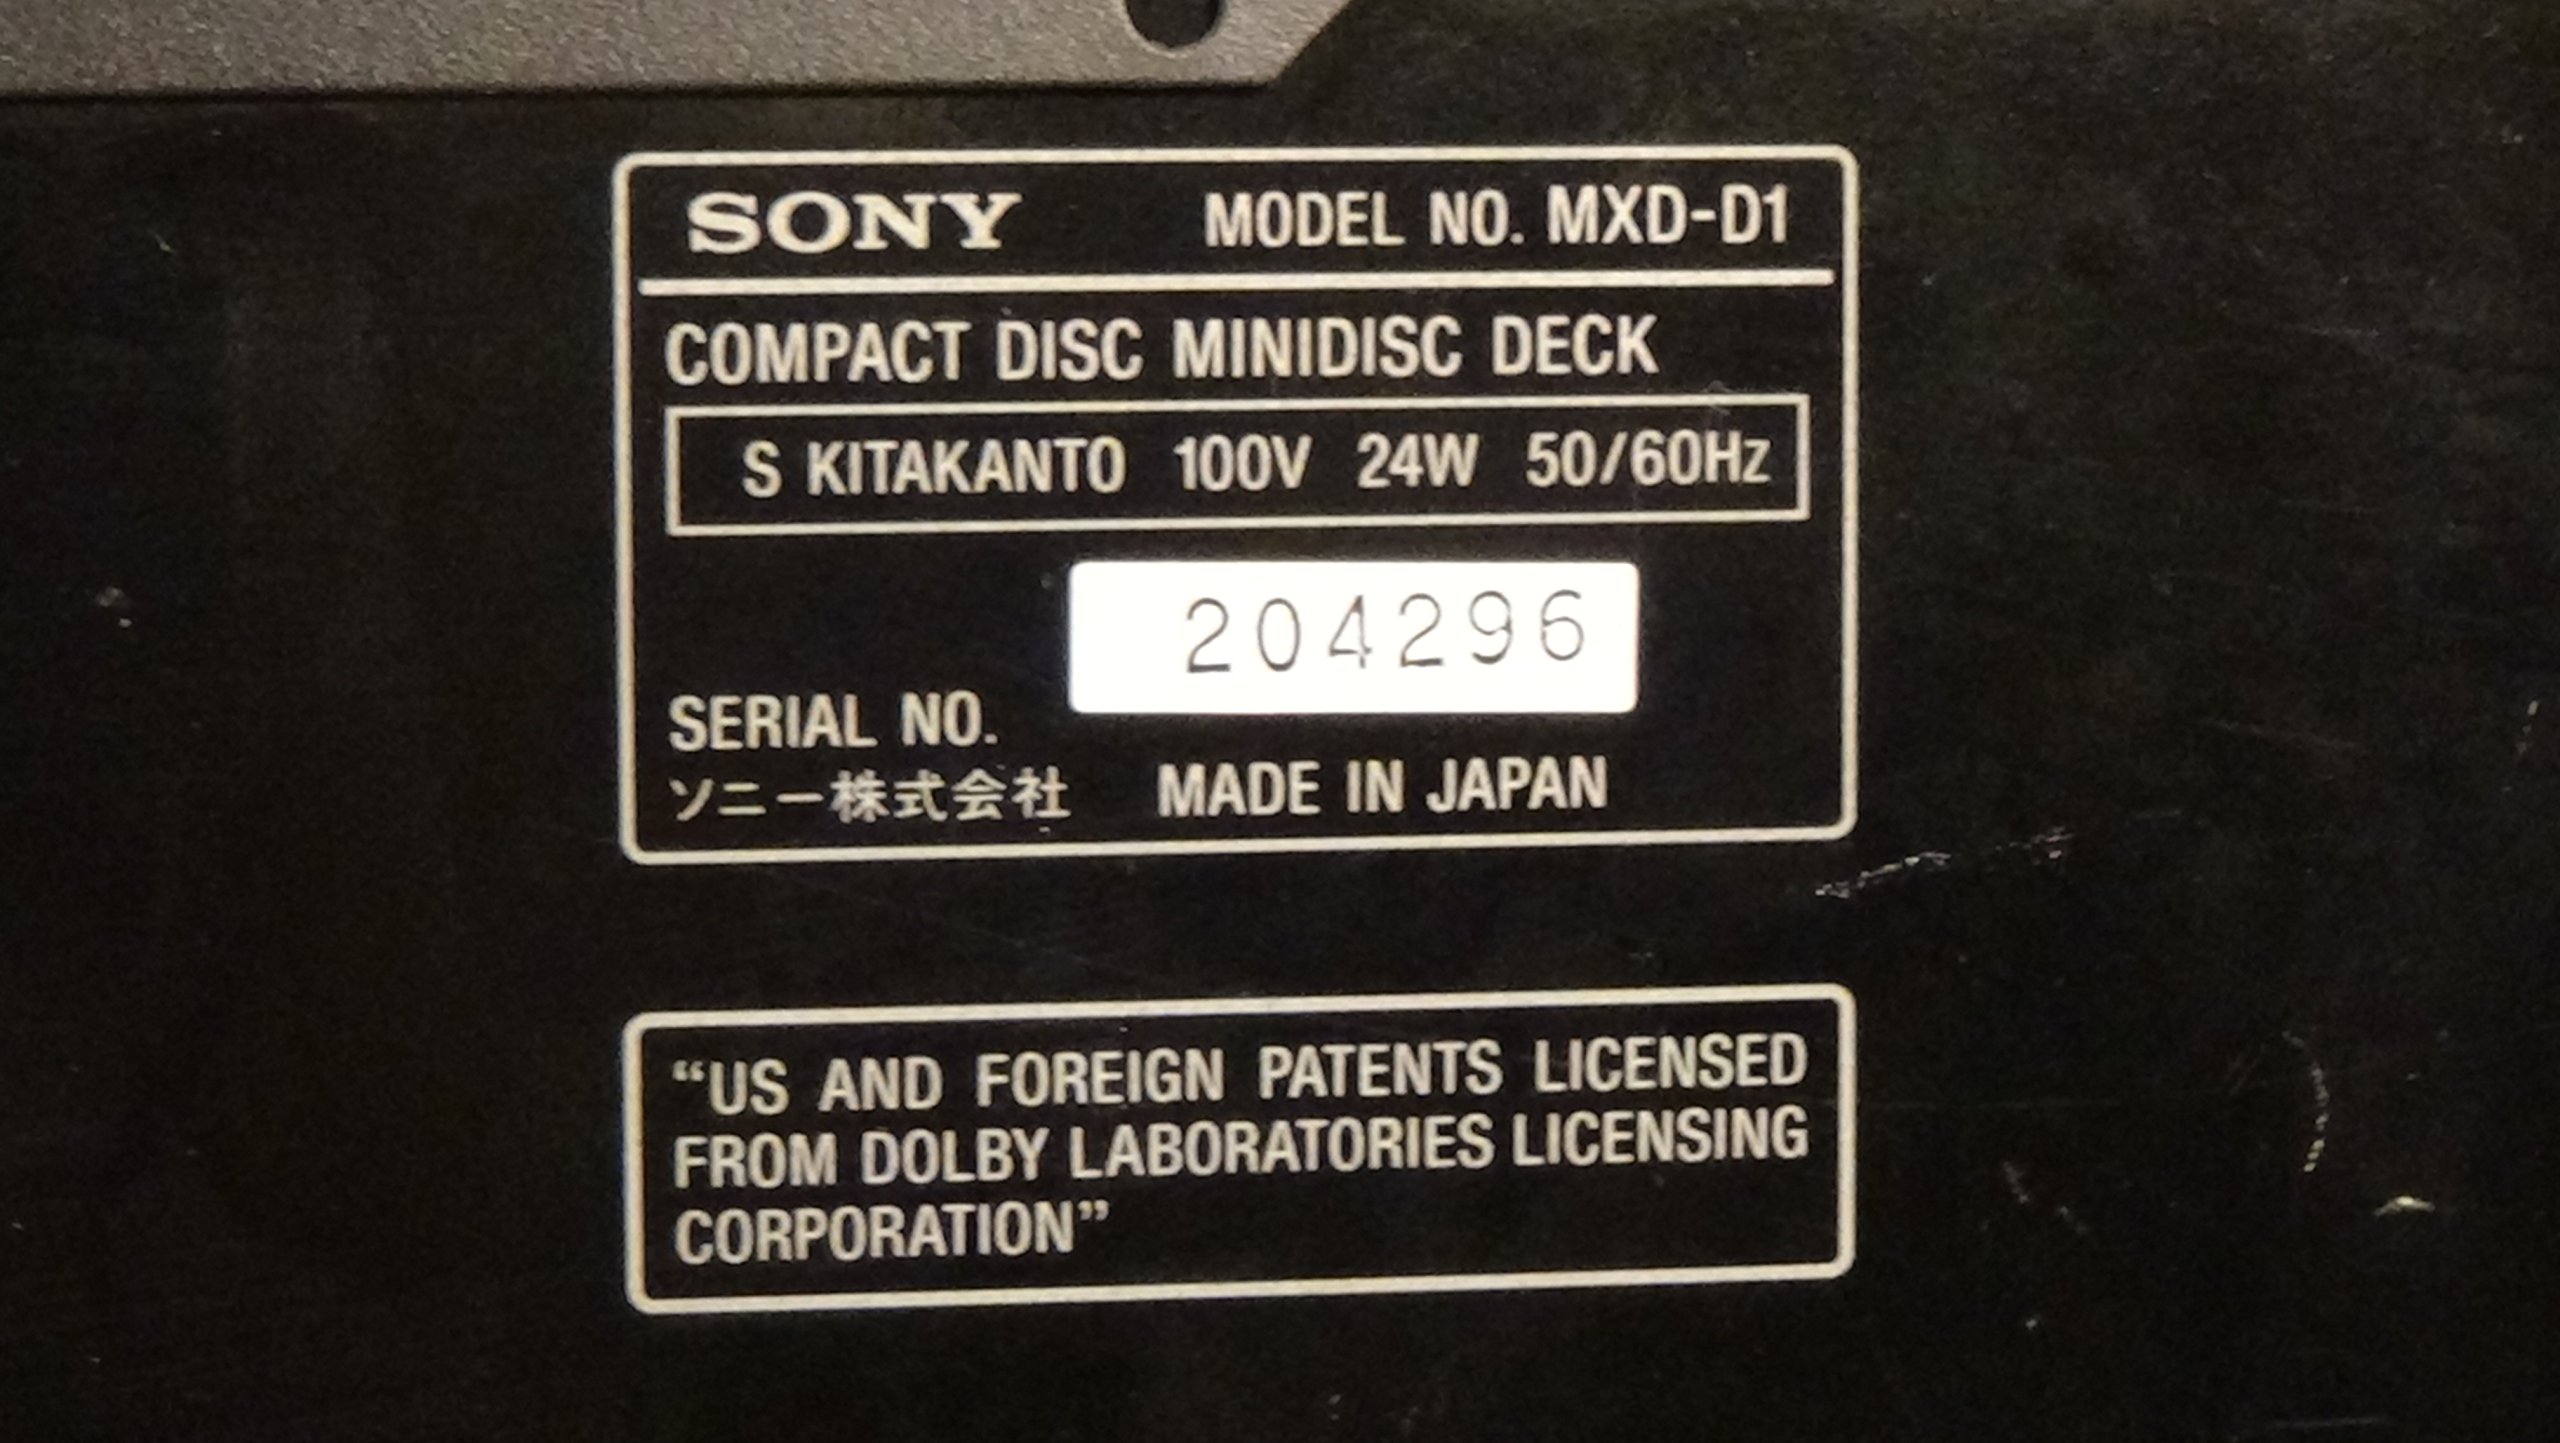 SONY MODEL NO. MXD-D1
COMPACT DISC MINIDISC DECK
S KITAKANTO 100V 24W 50/60Hz
204296
SERIAL NO.
ソニー株式会社 MADE IN JAPAN
“US AND FOREIGN PATENTS LICENSED
FROM DOLBY LABORATORIES LICENSING
CORPORATION”